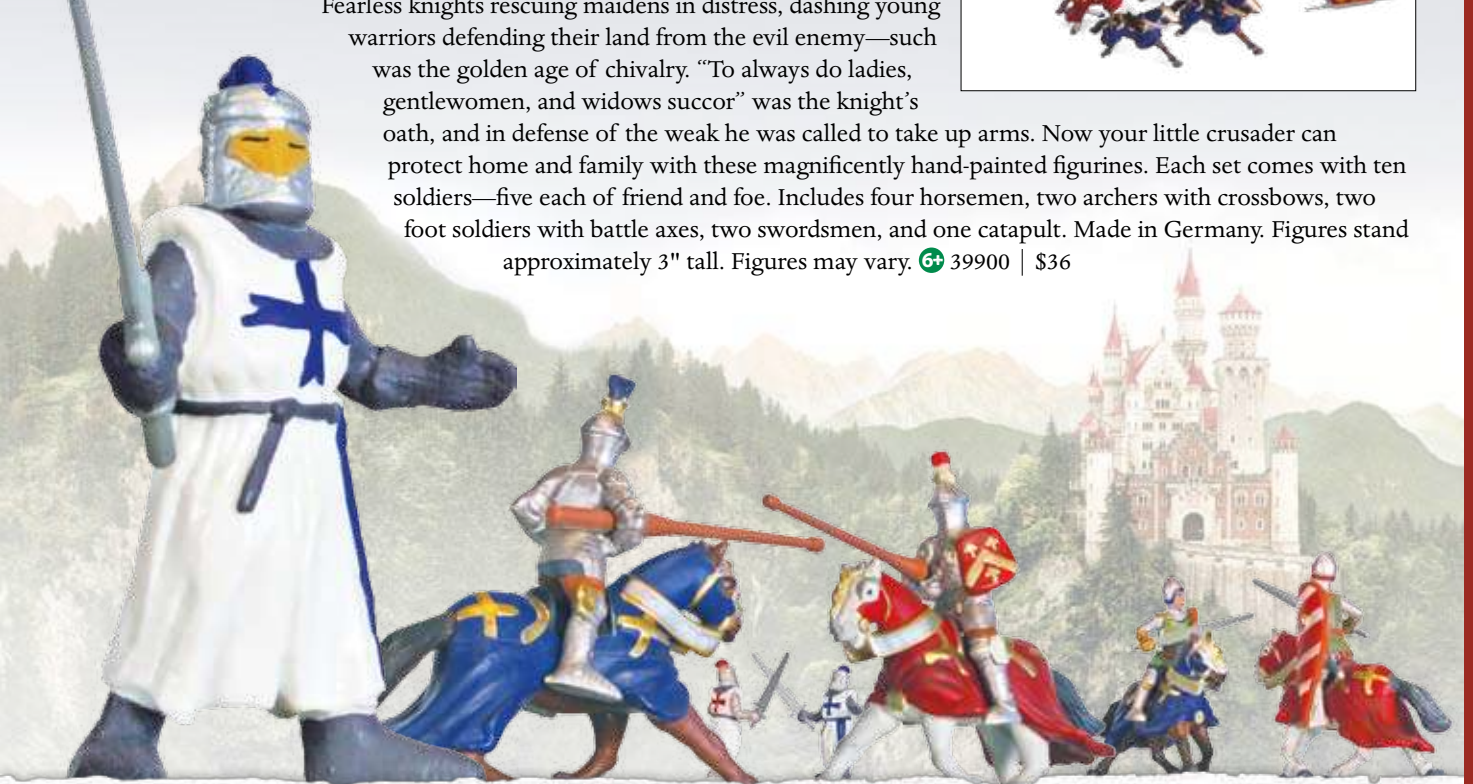 Fearless knights rescuing maidens in distress, dashing young
warriors defending their land from the evil enemy—such
was the golden age of chivalry. “To always do ladies,
gentlewomen, and widows succor” was the knight’s
oath, and in defense of the weak he was called to take up arms. Now your little crusader can
protect home and family with these magnificently hand-painted figurines. Each set comes with ten
soldiers—five each of friend and foe. Includes four horsemen, two archers with crossbows, two
foot soldiers with battle axes, two swordsmen, and one catapult. Made in Germany. Figures stand
approximately 3" tall. Figures may vary. 6+ 39900 | $36